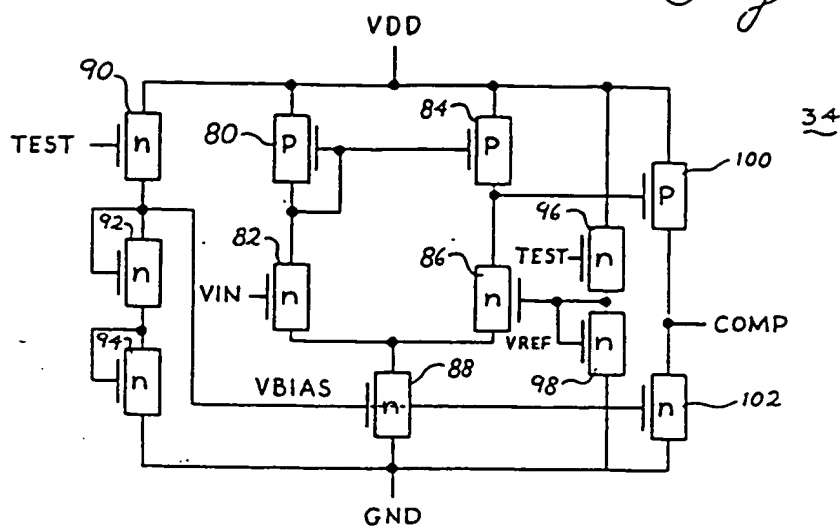 VDD
90
TEST
n
80
P
84
P
34
100
P
92
n
82
VIN
n
86
n
96
TEST
n
VREF
COMP
94
n
VBIAS
88
n
98
n
n
102
GND